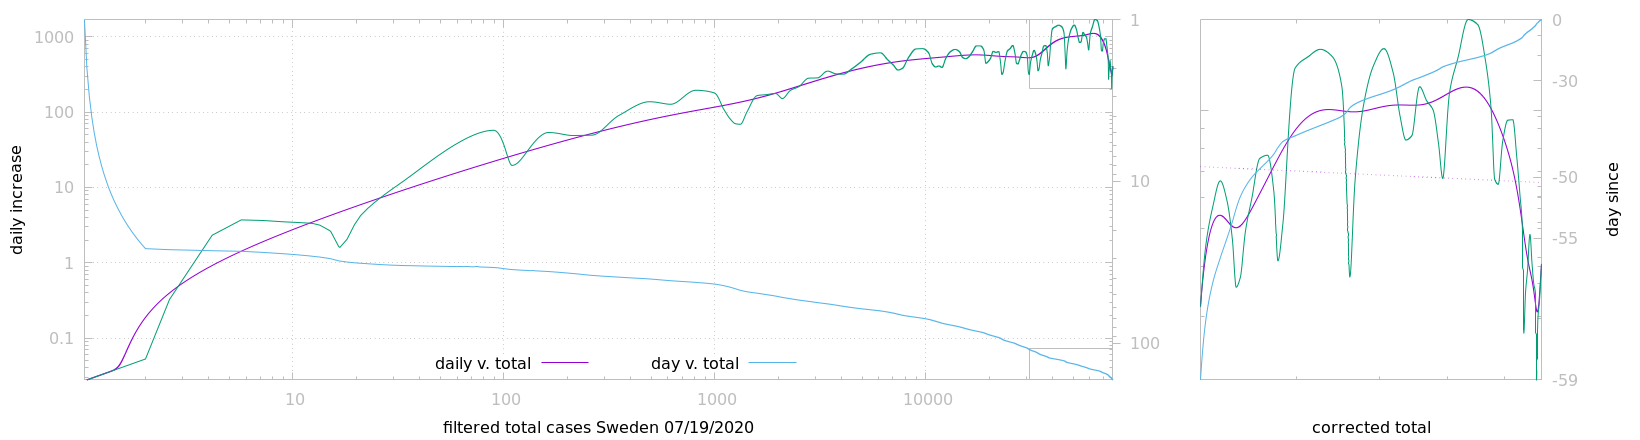 1000
100
10
1
0.1
daily increase
daily v. total
day v. total
10
100
1000
10000
filtered total cases Sweden 07/19/2020
1
10
100
0
-30
-50
-55
-59
day since
corrected total